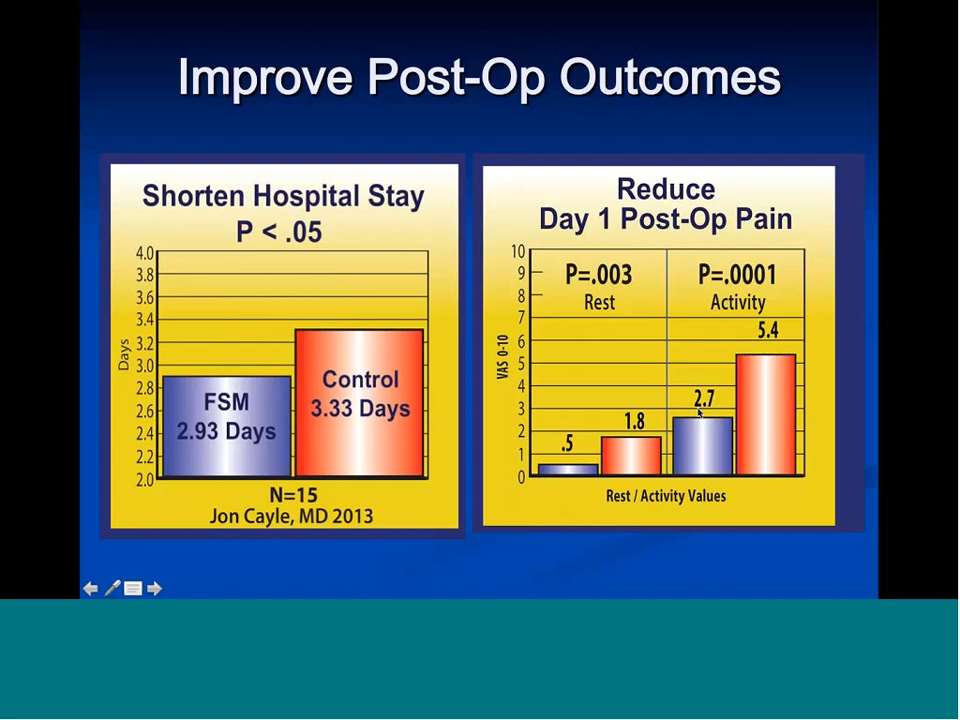 Improve Post-Op Outcomes
Shorten Hospital Stay
P < .05
4.0
3.8
3.6
3.4
3.2
3.0
2.8
2.6
2.4
2.2
2.0
Days
FSM
2.93 Days
Control
3.33 Days
N=15
Jon Cayle, MD 2013
Reduce
Day 1 Post-Op Pain
10
9
8
7
6
5
4
3
2
1
0
VAS 0-10
P=.003
Rest
P=.0001
Activity
.5
1.8
2.7
5.4
Rest / Activity Values